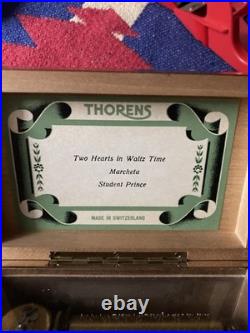 THORENS
Two Hearts in Waltz Time
Marcheta
Student Prince
MADE IN SWITZERLAND